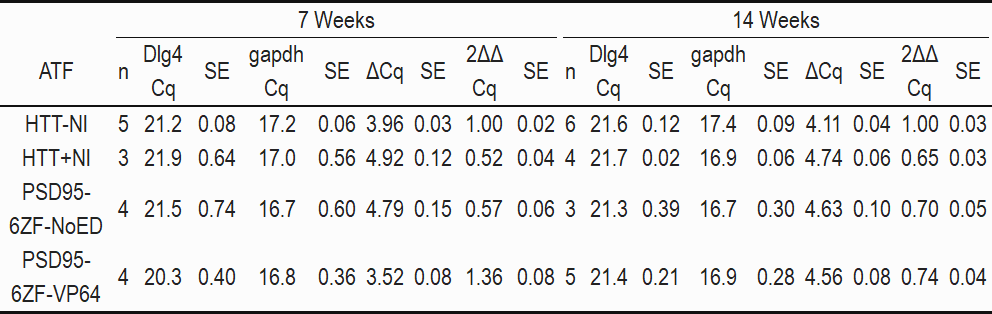 7 Weeks 14 Weeks
ATF n Dlg4 Cq SE gapdh Cq SE ΔCq SE 2ΔΔ Cq SE n Dlg4 Cq SE gapdh Cq SE ΔCq SE 2ΔΔ Cq SE
HTT-NI 5 21.2 0.08 17.2 0.06 3.96 0.03 1.00 0.02 6 21.6 0.12 17.4 0.09 4.11 0.04 1.00 0.03
HTT+NI 3 21.9 0.64 17.0 0.56 4.92 0.12 0.52 0.04 4 21.7 0.02 16.9 0.06 4.74 0.06 0.65 0.03
PSD95-
6ZF-NoED 4 21.5 0.74 16.7 0.60 4.79 0.15 0.57 0.06 3 21.3 0.39 16.7 0.30 4.63 0.10 0.70 0.05
PSD95-
6ZF-VP64 4 20.3 0.40 16.8 0.36 3.52 0.08 1.36 0.08 5 21.4 0.21 16.9 0.28 4.56 0.08 0.74 0.04